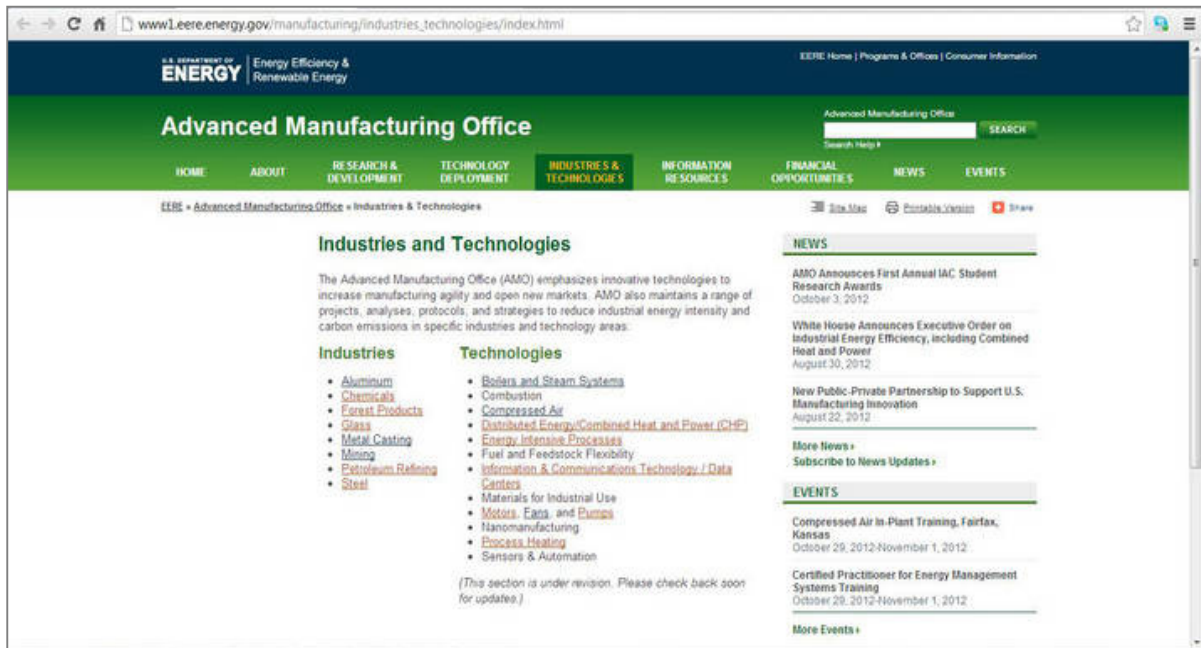 www1.eere.energy.gov/manufacturing/industries_technologies/index.html
U.S. DEPARTMENT OF
ENERGY
Energy Efficiency &
Renewable Energy
EERE Home | Programs & Offices | Consumer Information
Advanced Manufacturing Office
Advanced Manufacturing Office
SEARCH
Search Help
HOME
ABOUT
RESEARCH &
DEVELOPMENT
TECHNOLOGY
DEPLOYMENT
INDUSTRIES &
TECHNOLOGIES
INFORMATION
RESOURCES
FINANCIAL
OPPORTUNITIES
NEWS
EVENTS
EERE » Advanced Manufacturing Office » Industries & Technologies
Site Map
Printable Version
Share
Industries and Technologies
The Advanced Manufacturing Office (AMO) emphasizes innovative technologies to
increase manufacturing agility and open new markets. AMO also maintains a range of
projects, analyses, protocols, and strategies to reduce industrial energy intensity and
carbon emissions in specific industries and technology areas:
Industries
• Aluminum
• Chemicals
• Forest Products
• Glass
• Metal Casting
• Mining
• Petroleum Refining
• Steel
Technologies
• Boilers and Steam Systems
• Combustion
• Compressed Air
• Distributed Energy/Combined Heat and Power (CHP)
• Energy Intensive Processes
• Fuel and Feedstock Flexibility
• Information & Communications Technology / Data
Centers
• Materials for Industrial Use
• Motors, Fans, and Pumps
• Nanomanufacturing
• Process Heating
• Sensors & Automation
(This section is under revision. Please check back soon
for updates.)
NEWS
AMO Announces First Annual IAC Student
Research Awards
October 3, 2012
White House Announces Executive Order on
Industrial Energy Efficiency, including Combined
Heat and Power
August 30, 2012
New Public-Private Partnership to Support U.S.
Manufacturing Innovation
August 22, 2012
More News
Subscribe to News Updates
EVENTS
Compressed Air In-Plant Training, Fairfax,
Kansas
October 29, 2012-November 1, 2012
Certified Practitioner for Energy Management
Systems Training
October 29, 2012-November 1, 2012
More Events